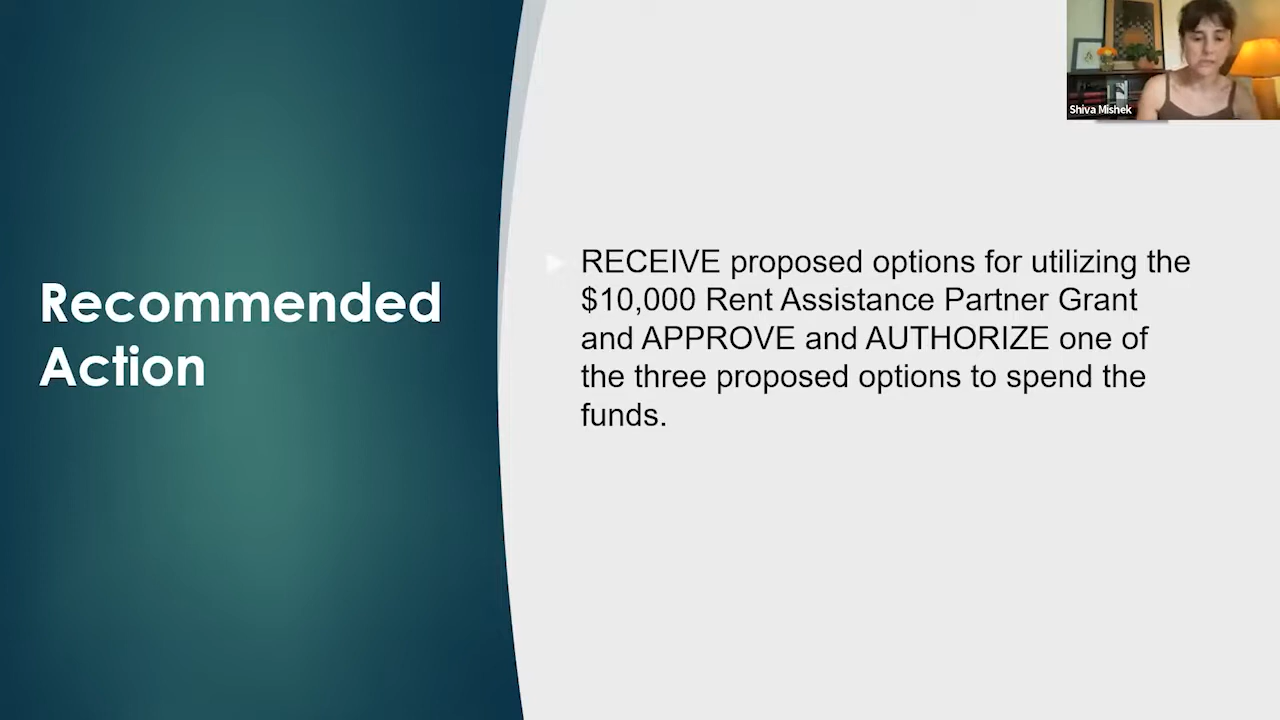 Shiva Mishek
Recommended
Action
RECEIVE proposed options for utilizing the
$10,000 Rent Assistance Partner Grant
and APPROVE and AUTHORIZE one of
the three proposed options to spend the
funds.